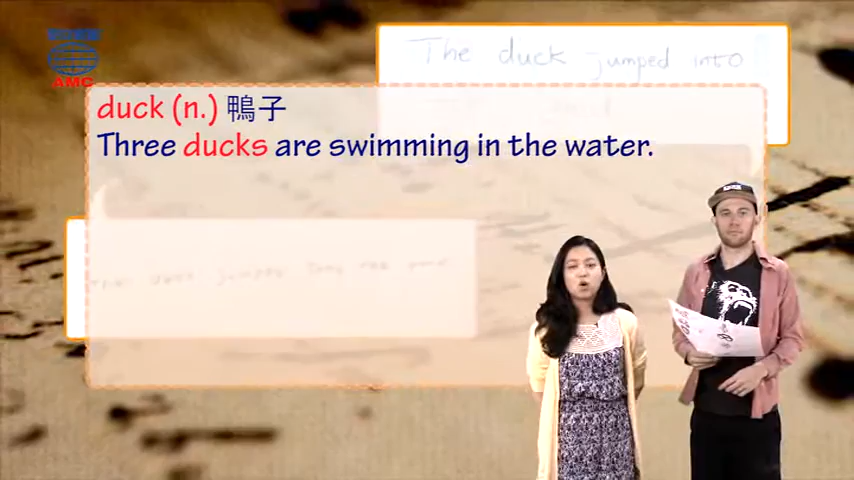 AMC
The duck jumped into
duck (n.) 鴨子
Three ducks are swimming in the water.